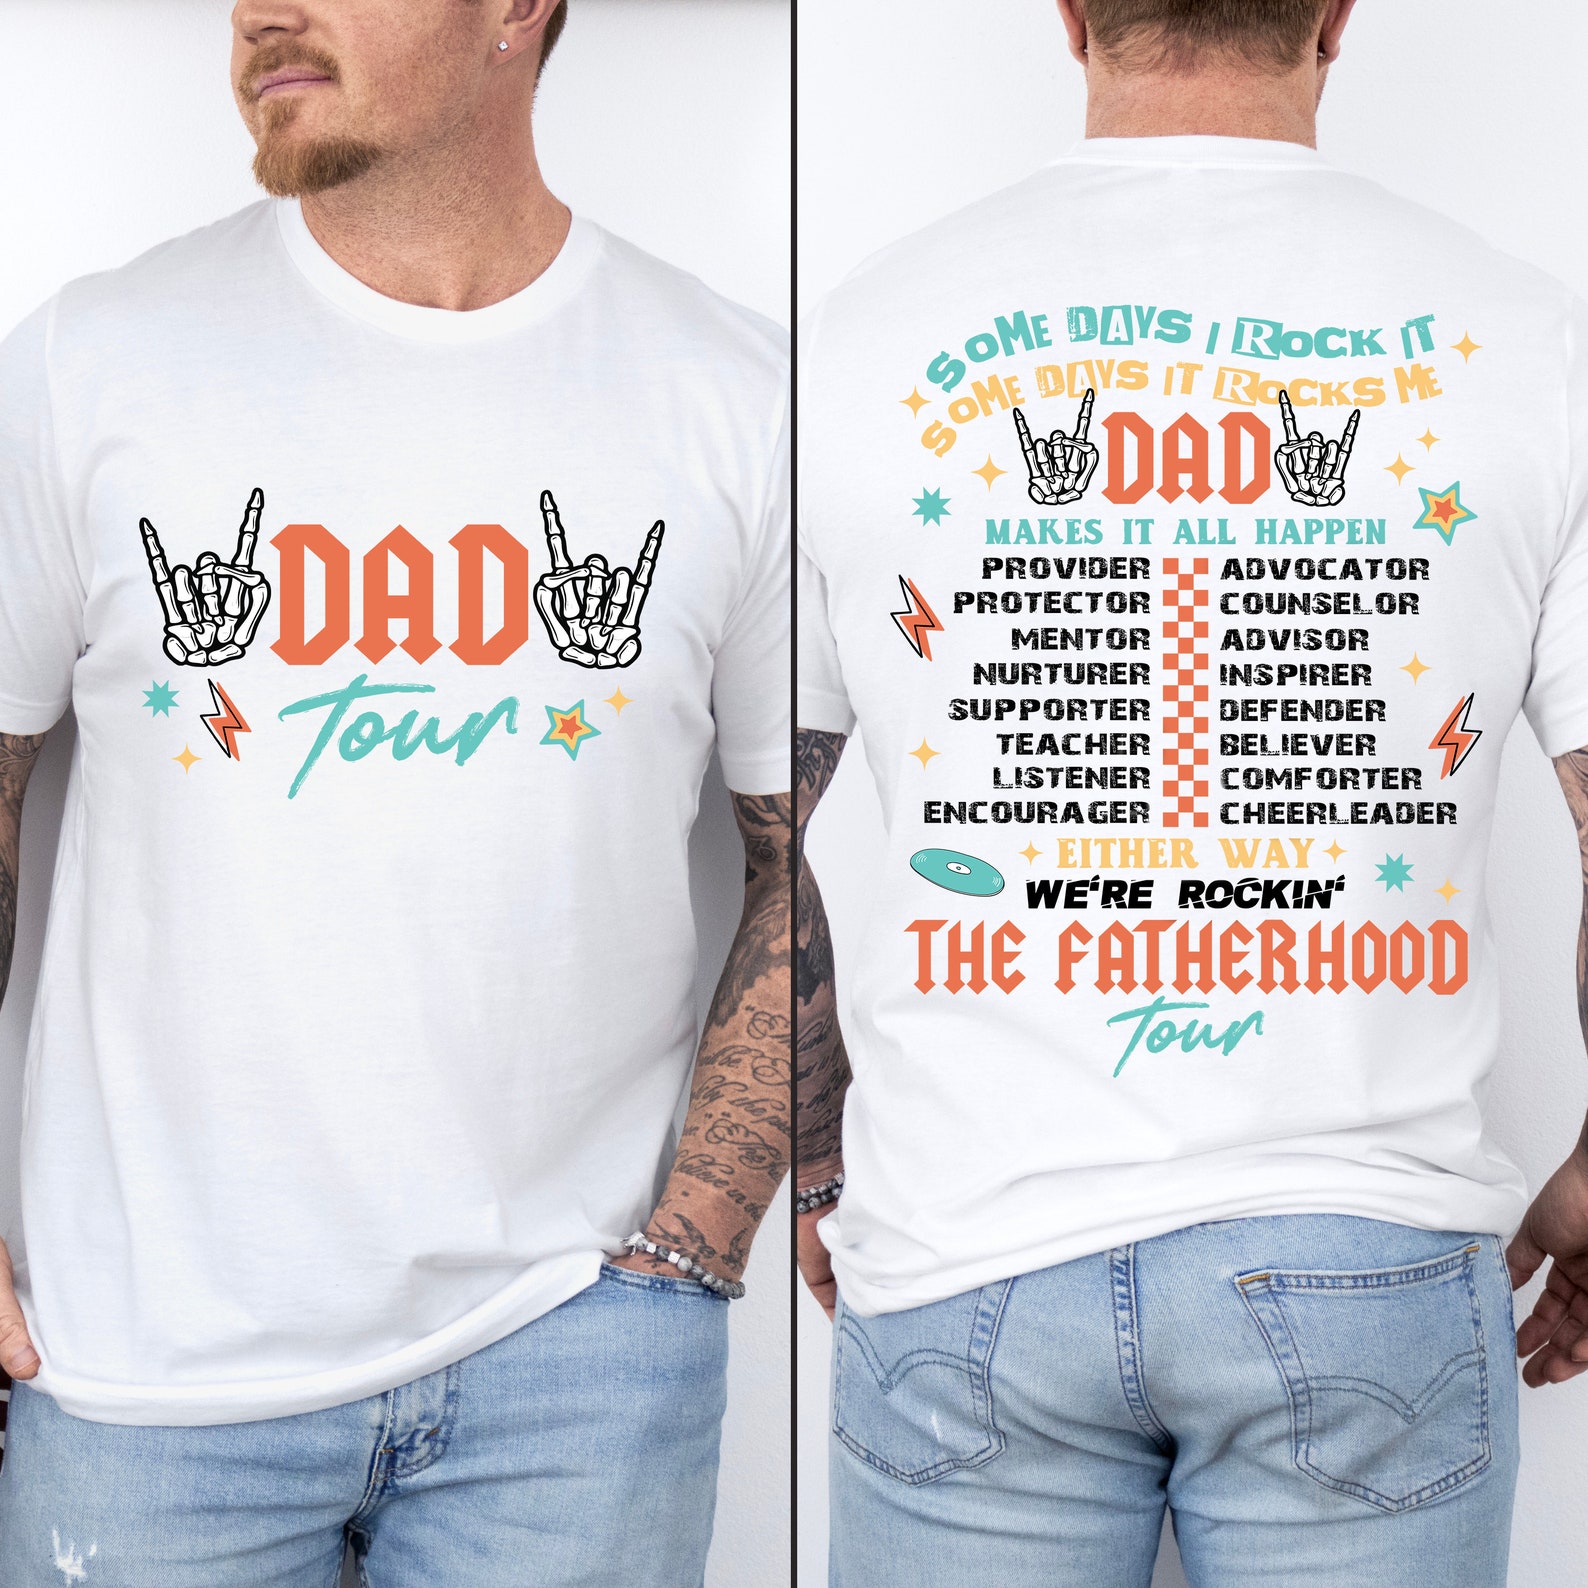 DAD
Tour
SOME DAYS I ROCK IT
SOME DAYS IT ROCKS ME
DAD
MAKES IT ALL HAPPEN
PROVIDER ADVOCATOR
PROTECTOR COUNSELOR
MENTOR ADVISOR
NURTURER INSPIRER
SUPPORTER DEFENDER
TEACHER BELIEVER
LISTENER COMFORTER
ENCOURAGER CHEERLEADER
EITHER WAY
WE'RE ROCKIN'
THE FATHERHOOD
Tour